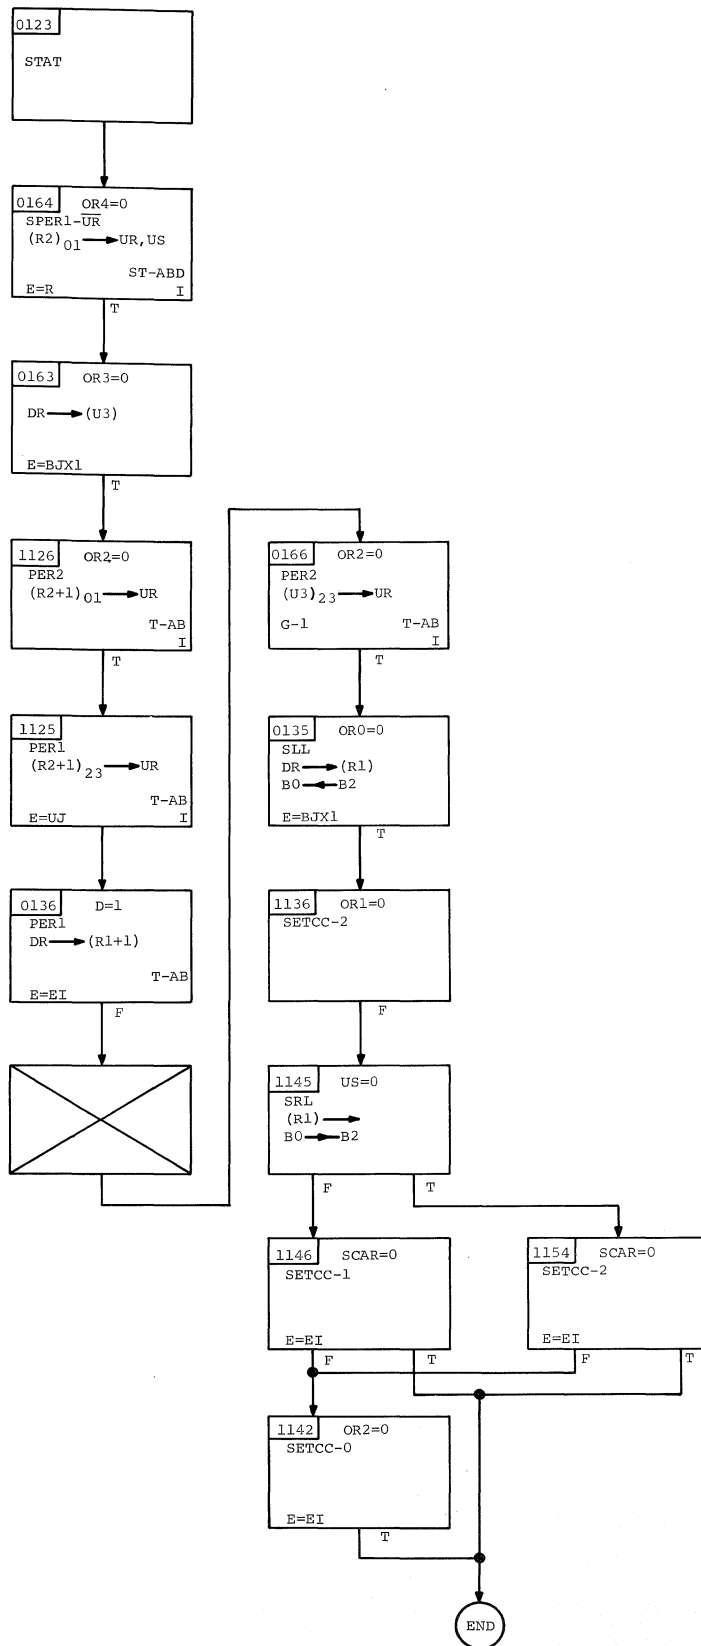 0123
STAT
0164 OR4=0
SPER1-U̅R̅
(R2)01 → UR,US
ST-ABD
E=R I
T
0163 OR3=0
DR → (U3)
E=BJX1
T
1126 OR2=0
PER2
(R2+1)01 → UR
T-AB
I
T
1125
PER1
(R2+1)23 → UR
T-AB
E=UJ I
0136 D=1
PER1
DR → (R1+1)
T-AB
E=EI
F
0166 OR2=0
PER2
(U3)23 → UR
G-1 T-AB
I
T
0135 OR0=0
SLL
DR → (R1)
B0 ← B2
E=BJX1
T
1136 OR1=0
SETCC-2
F
1145 US=0
SRL
(R1) →
B0 → B2
F T
1146 SCAR=0
SETCC-1
E=EI
F T
1154 SCAR=0
SETCC-2
E=EI
F T
1142 OR2=0
SETCC-0
E=EI
T
END